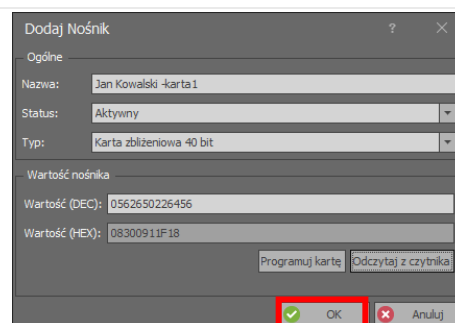 Dodaj Nośnik ?
Ogólne
Nazwa: Jan Kowalski -karta1
Status: Aktywny
Typ: Karta zbliżeniowa 40 bit
Wartość nośnika
Wartość (DEC): 0562650226456
Wartość (HEX): 08300911F18
Programuj kartę Odczytaj z czytnika
OK Anuluj